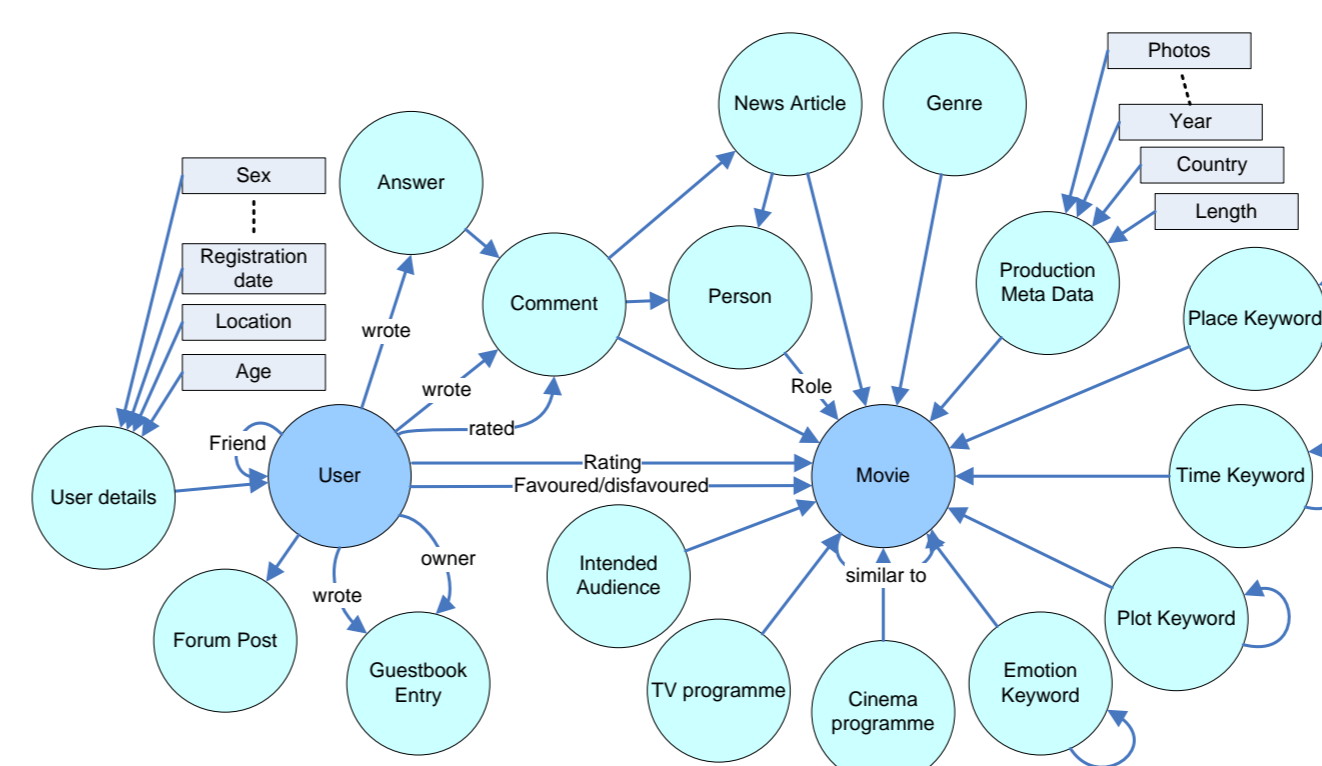 Photos
News Article
Genre
Year
Country
Sex
Answer
Length
Registration
date
Production
Meta Data
Person
Comment
Location
Place Keyword
wrote
Age
wrote
Role
rated
Friend
Rating
User
Movie
Time Keyword
Favoured/disfavoured
User details
owner
Intended
Audience
similar to
wrote
Plot Keyword
Forum Post
Guestbook
Entry
Emotion
Keyword
TV programme
Cinema
programme